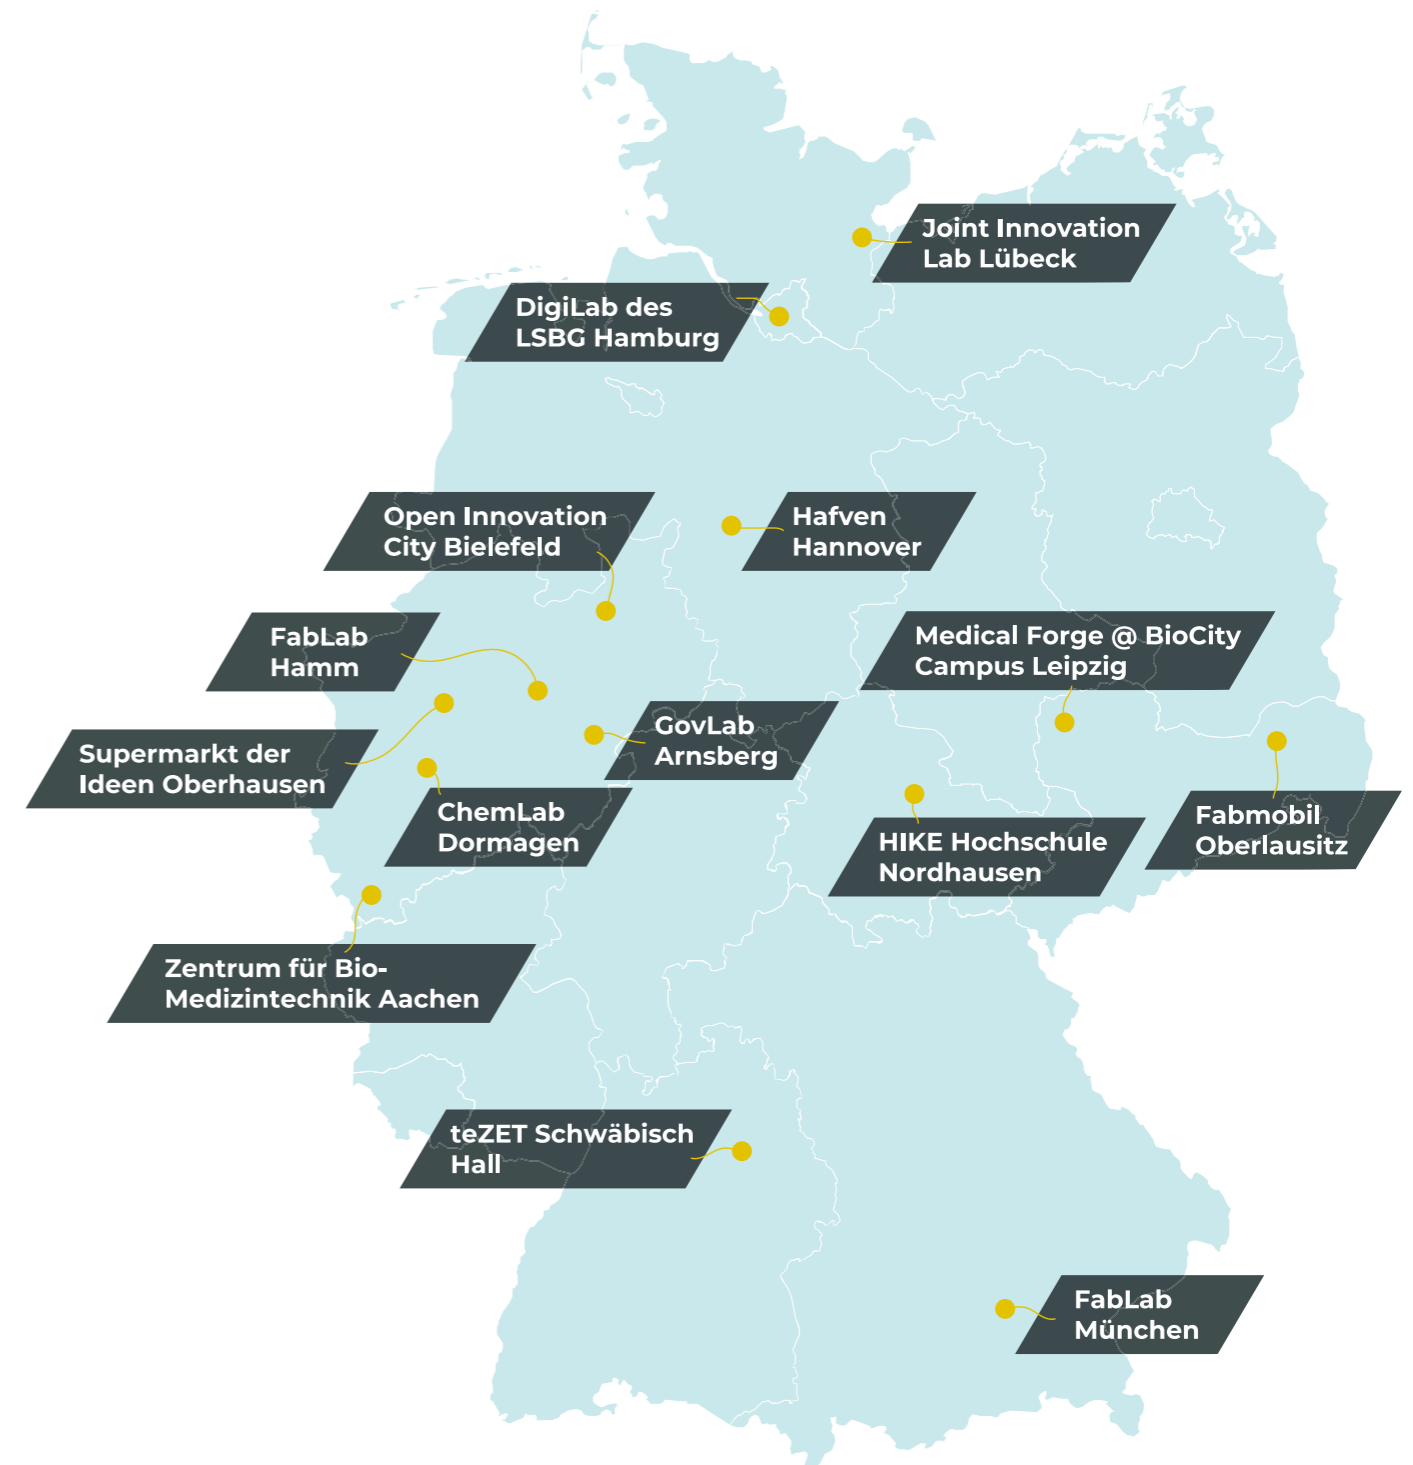 Joint Innovation
Lab Lübeck
DigiLab des
LSBG Hamburg
Open Innovation
City Bielefeld
Hafven
Hannover
FabLab
Hamm
Medical Forge @ BioCity
Campus Leipzig
GovLab
Arnsberg
Supermarkt der
Ideen Oberhausen
ChemLab
Dormagen
Fabmobil
Oberlausitz
HIKE Hochschule
Nordhausen
Zentrum für Bio-
Medizintechnik Aachen
teZET Schwäbisch
Hall
FabLab
München